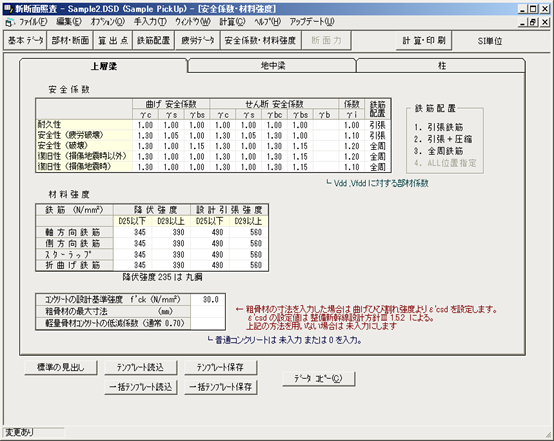 新断面照査 - Sample2.DSD (Sample PickUp) - [安全係数・材料強度]
ファイル(F) 編集(E) オプション(O) 手入力(T) ウィンドウ(W) 計算(C) ヘルプ(H) アップデート(U)
基本データ 部材・断面 算出点 鉄筋配置 疲労データ 安全係数・材料強度 断面力 計算・印刷 SI単位
上層梁 地中梁 柱
安全係数
曲げ 安全係数 せん断 安全係数 係数 鉄筋配置
γc γs γbs γc γs γbc γbs γb γi
耐久性 1.00 1.00 1.00 1.00 1.00 1.00 1.00 1.00 引張
安全性(疲労破壊) 1.30 1.05 1.00 1.30 1.05 1.30 1.10 1.10 引張
安全性(破壊) 1.30 1.00 1.15 1.30 1.00 1.30 1.15 1.20 全周
復旧性(損傷地震時以外) 1.30 1.00 1.15 1.30 1.00 1.30 1.15 1.20 全周
復旧性(損傷地震時) 1.30 1.00 1.15 1.30 1.00 1.30 1.15 1.00 全周
└ Vdd ,Vfddに対する部材係数
鉄筋配置
1. 引張鉄筋
2. 引張+圧縮
3. 全周鉄筋
4. ALL位置指定
材料強度
鉄筋 (N/mm²) 降伏強度 設計引張強度
D25以下 D29以上 D25以下 D29以上
軸方向鉄筋 345 390 490 560
側方向鉄筋 345 390 490 560
スターラップ 345 390 490 560
折曲げ鉄筋 345 390 490 560
降伏強度 235 は 丸鋼
コンクリートの設計基準強度 f'ck (N/mm²) 30.0
粗骨材の最大寸法 (mm)
軽量骨材コンクリートの低減係数 (通常 0.70)
← 粗骨材の寸法を入力した場合は 曲げひび割れ強度よりε'csdを設定します。
ε'csd の設定値は 整備新幹線設計方針Ⅲ 1.5.2 による。
上記の方法を用いない場合は 未入力にします
└ 普通コンクリートは 未入力 または 0 を入力。
標準の見出し テンプレート読込 テンプレート保存 データ コピー(C)
→括テンプレート読込 →括テンプレート保存
変更あり